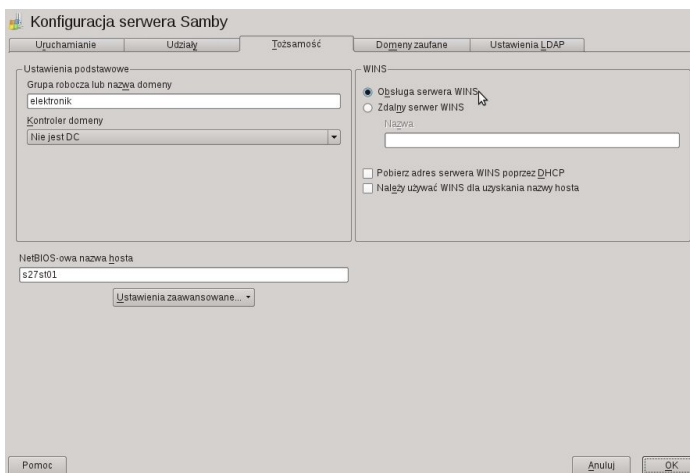 Konfiguracja serwera Samby
Uruchamianie
Udziały
Tożsamość
Domeny zaufane
Ustawienia LDAP
Ustawienia podstawowe
Grupa robocza lub nazwa domeny
elektronik
Kontroler domeny
Nie jest DC
WINS
Obsługa serwera WINS
Zdalny serwer WINS
Nazwa
Pobierz adres serwera WINS poprzez DHCP
Należy używać WINS dla uzyskania nazwy hosta
NetBIOS-owa nazwa hosta
s27st01
Ustawienia zaawansowane...
Pomoc
Anuluj
OK